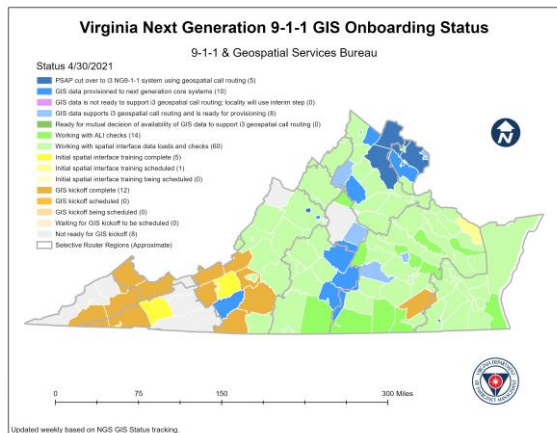 Virginia Next Generation 9-1-1 GIS Onboarding Status
9-1-1 & Geospatial Services Bureau
Status 4/30/2021
PSAP cut over to i3 NG9-1-1 system using geospatial call routing (5)
GIS data provisioned to next generation core systems (10)
GIS data is not ready to support i3 geospatial call routing; locality will use interim step (0)
GIS data supports i3 geospatial call routing and is ready for provisioning (8)
Ready for mutual decision of availability of GIS data to support i3 geospatial call routing (0)
Working with ALI checks (14)
Working with spatial interface data loads and checks (60)
Initial spatial interface training complete (5)
Initial spatial interface training scheduled (1)
Initial spatial interface training being scheduled (0)
GIS kickoff complete (12)
GIS kickoff scheduled (0)
GIS kickoff being scheduled (0)
Waiting for GIS kickoff to be scheduled (0)
Not ready for GIS kickoff (8)
Selective Router Regions (Approximate)
N
0 75 150 300 Miles
VIRGINIA DEPARTMENT
OF EMERGENCY MANAGEMENT
Updated weekly based on NGS GIS Status tracking.